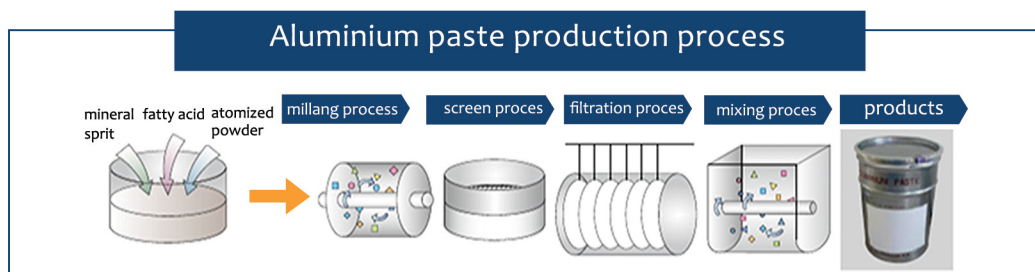 Aluminium paste production process
mineral fatty acid atomized
sprit powder
millang process
screen proces
filtration proces
mixing proces
products
PASTE